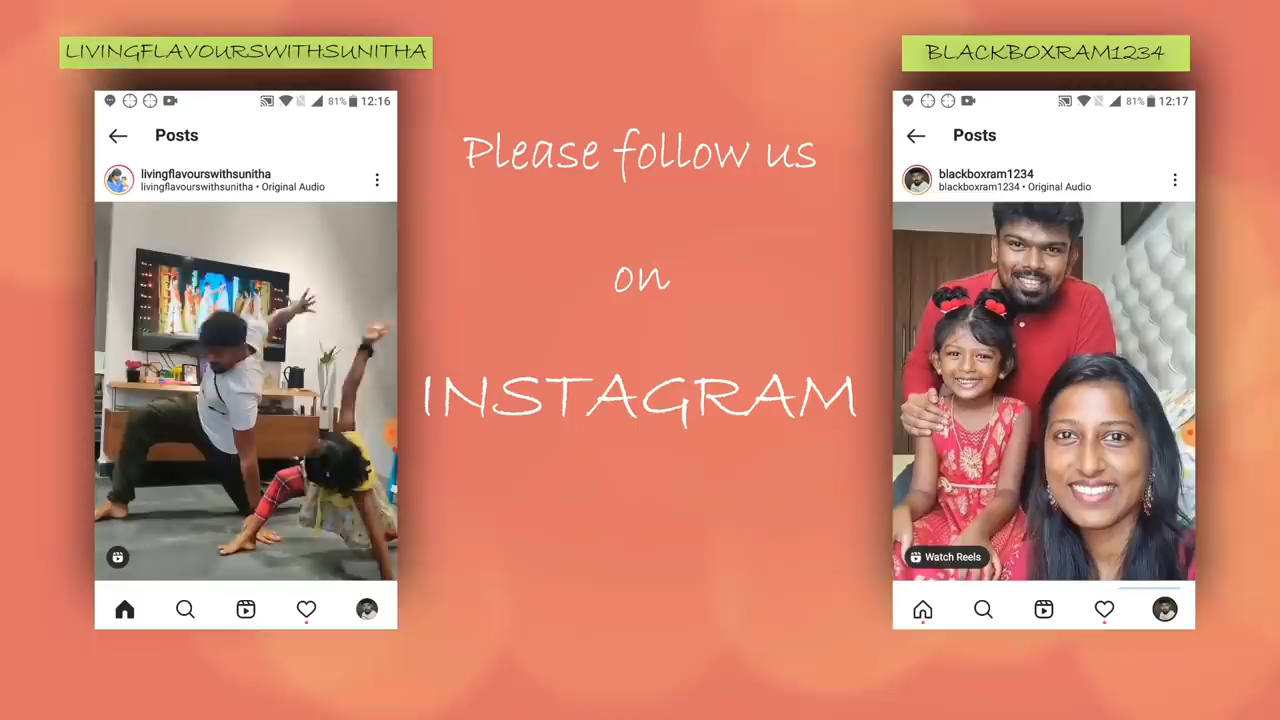 LIVINGFLAVOURSWITHSUNITHA
81% 12:16
Posts
livingflavourswithsunitha
livingflavourswithsunitha • Original Audio
Please follow us
on
INSTAGRAM
BLACKBOXRAM1234
81% 12:17
Posts
blackboxram1234
blackboxram1234 • Original Audio
Watch Reels